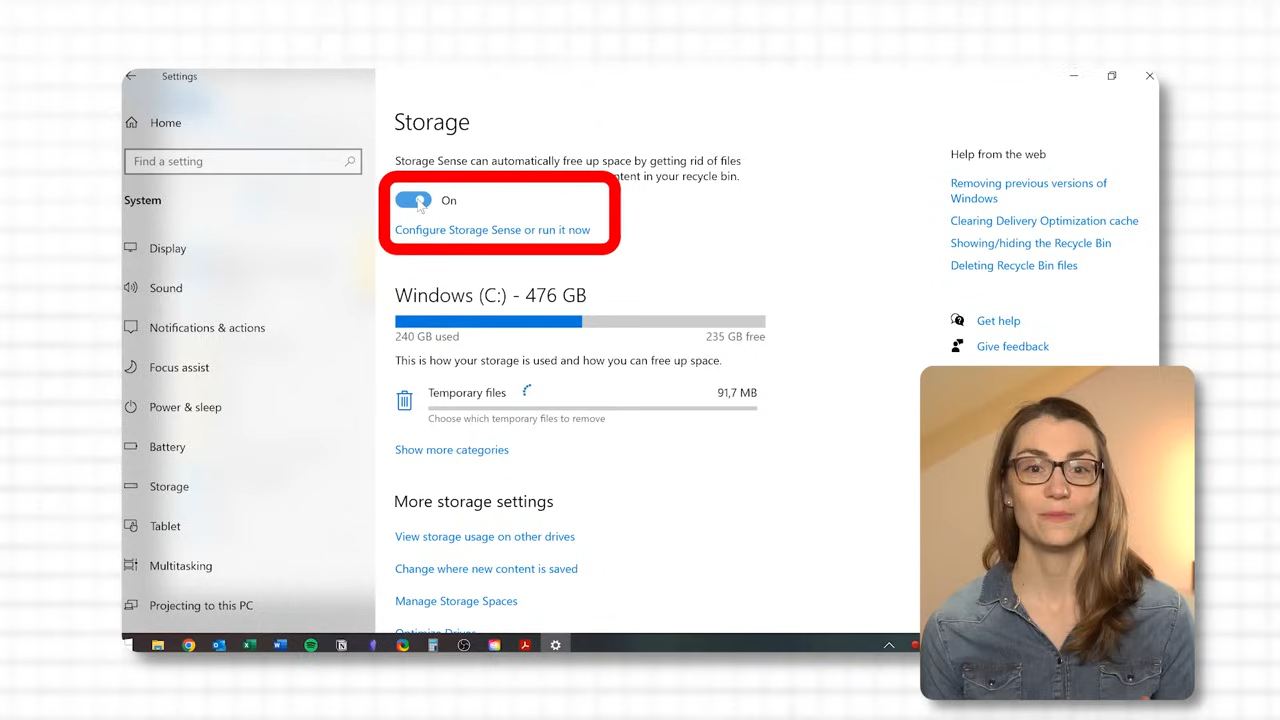 Settings
Home
Find a setting
System
Display
Sound
Notifications & actions
Focus assist
Power & sleep
Battery
Storage
Tablet
Multitasking
Projecting to this PC
Storage
Storage Sense can automatically free up space by getting rid of files
ntent in your recycle bin.
On
Configure Storage Sense or run it now
Windows (C:) - 476 GB
240 GB used
235 GB free
This is how your storage is used and how you can free up space.
Temporary files
91,7 MB
Choose which temporary files to remove
Show more categories
More storage settings
View storage usage on other drives
Change where new content is saved
Manage Storage Spaces
Optimize Drives
Help from the web
Removing previous versions of
Windows
Clearing Delivery Optimization cache
Showing/hiding the Recycle Bin
Deleting Recycle Bin files
Get help
Give feedback